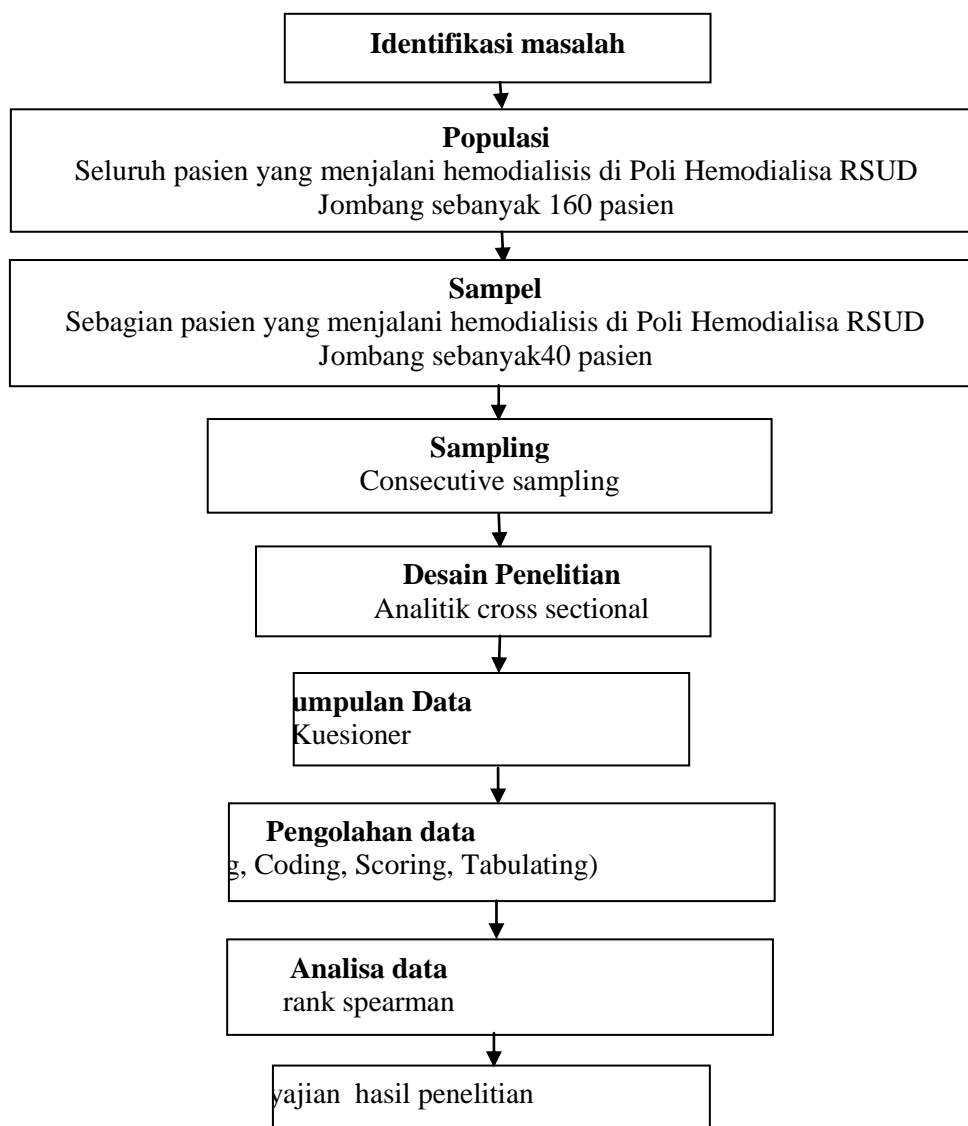 Identifikasi masalah
Populasi
Seluruh pasien yang menjalani hemodialisis di Poli Hemodialisa RSUD
Jombang sebanyak 160 pasien
Sampel
Sebagian pasien yang menjalani hemodialisis di Poli Hemodialisa RSUD
Jombang sebanyak40 pasien
Sampling
Consecutive sampling
Desain Penelitian
Analitik cross sectional
umpulan Data
Kuesioner
Pengolahan data
g, Coding, Scoring, Tabulating)
Analisa data
rank spearman
yajian hasil penelitian